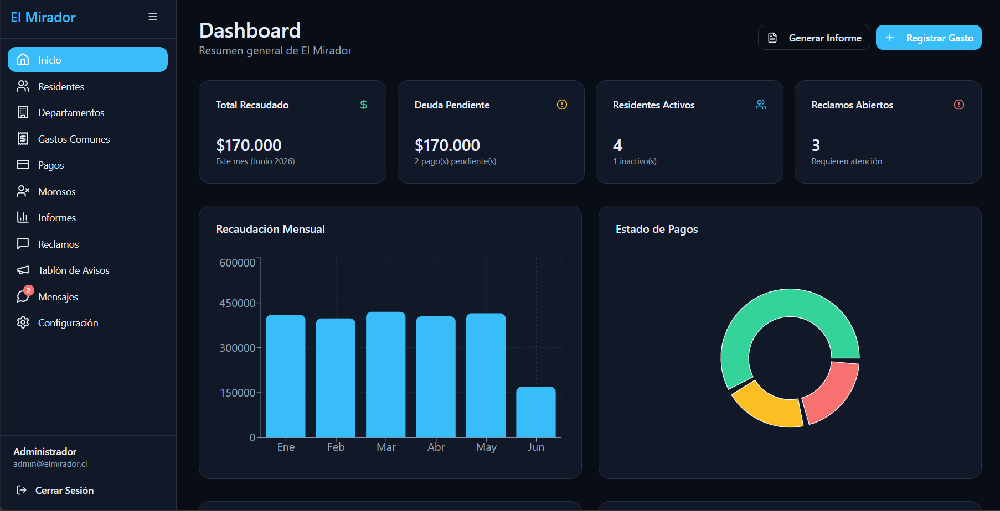 El Mirador
Inicio
Residentes
Departamentos
Gastos Comunes
Pagos
Morosos
Informes
Reclamos
Tablón de Avisos
2
Mensajes
Configuración
Administrador
admin@elmirador.cl
Cerrar Sesión
Dashboard
Resumen general de El Mirador
Generar Informe
Registrar Gasto
Total Recaudado
$170.000
Este mes (Junio 2026)
Deuda Pendiente
$170.000
2 pago(s) pendiente(s)
Residentes Activos
4
1 inactivo(s)
Reclamos Abiertos
3
Requieren atención
Recaudación Mensual
600000
450000
300000
150000
0
Ene Feb Mar Abr May Jun
Estado de Pagos